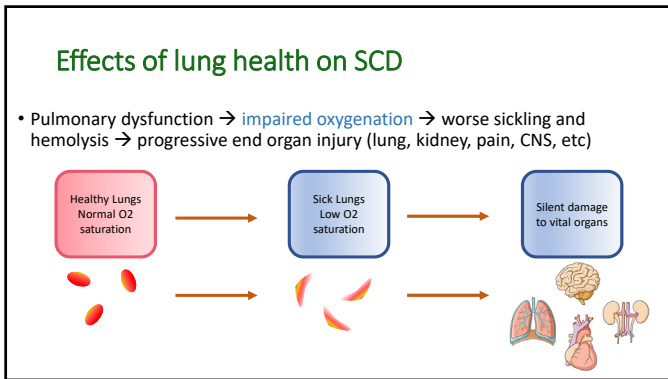 Effects of lung health on SCD
• Pulmonary dysfunction → impaired oxygenation → worse sickling and
hemolysis → progressive end organ injury (lung, kidney, pain, CNS, etc)
Healthy Lungs
Normal O2
saturation
Sick Lungs
Low O2
saturation
Silent damage
to vital organs